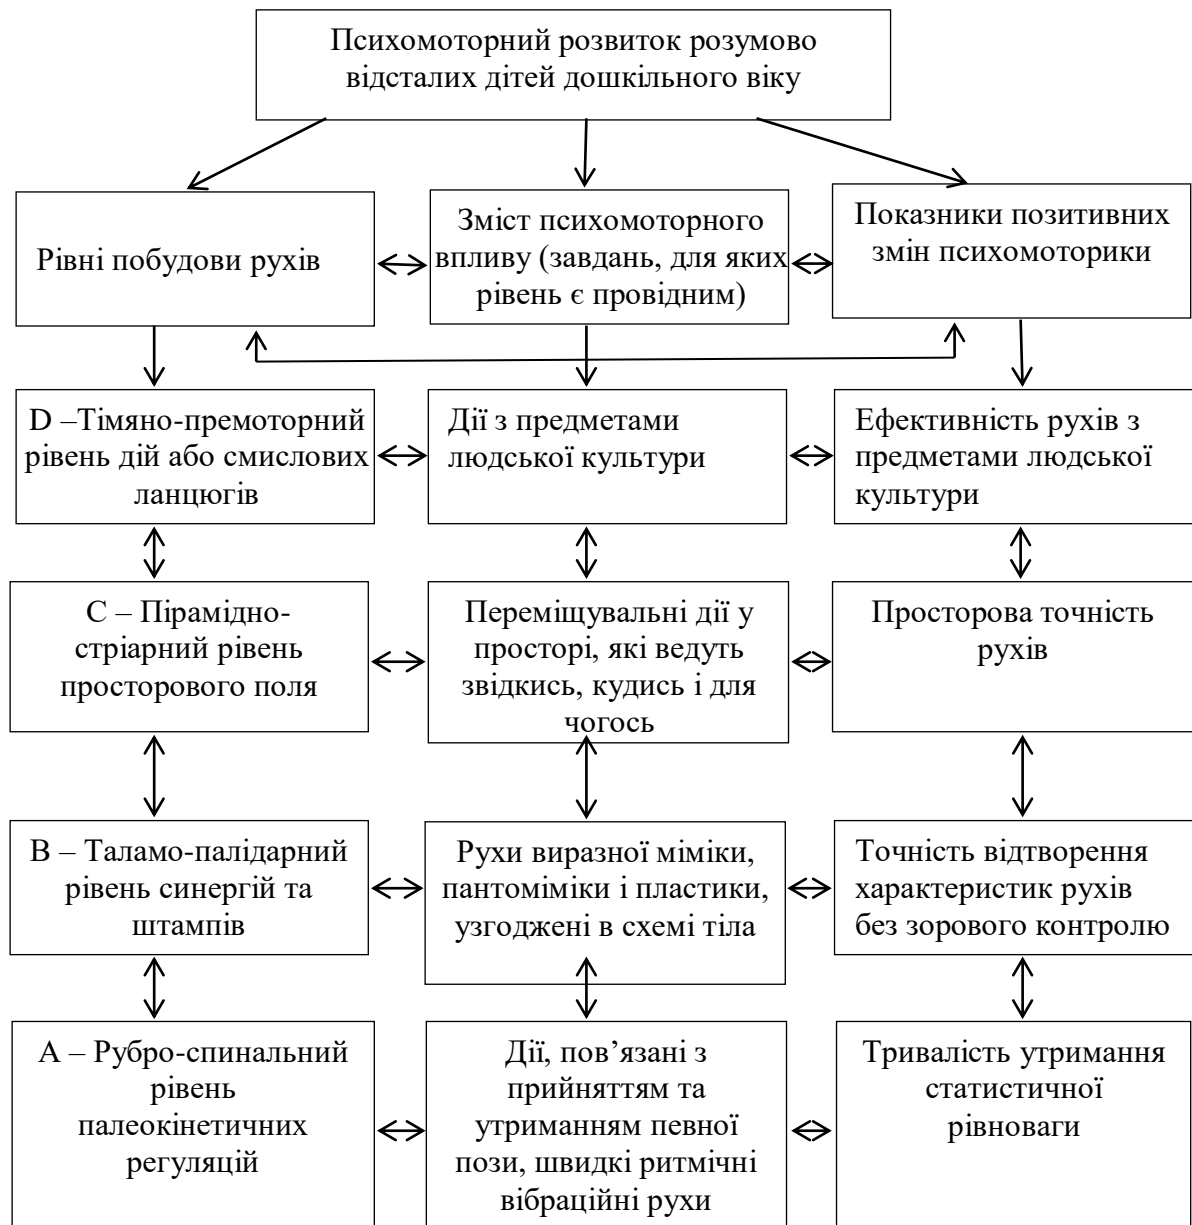 Психомоторний розвиток розумово
відсталих дітей дошкільного віку
Рівні побудови рухів
Зміст психомоторного
впливу (завдань, для яких
рівень є провідним)
Показники позитивних
змін психомоторики
D –Тімяно-премоторний
рівень дій або смислових
ланцюгів
Дії з предметами
людської культури
Ефективність рухів з
предметами людської
культури
С – Пірамідно-
стріарний рівень
просторового поля
Переміщувальні дії у
просторі, які ведуть
звідкись, кудись і для
чогось
Просторова точність
рухів
В – Таламо-палідарний
рівень синергій та
штампів
Рухи виразної міміки,
пантоміміки і пластики,
узгоджені в схемі тіла
Точність відтворення
характеристик рухів
без зорового контролю
А – Рубро-спинальний
рівень
палеокінетичних
регуляцій
Дії, пов’язані з
прийняттям та
утриманням певної
пози, швидкі ритмічні
вібраційні рухи
Тривалість утримання
статистичної
рівноваги